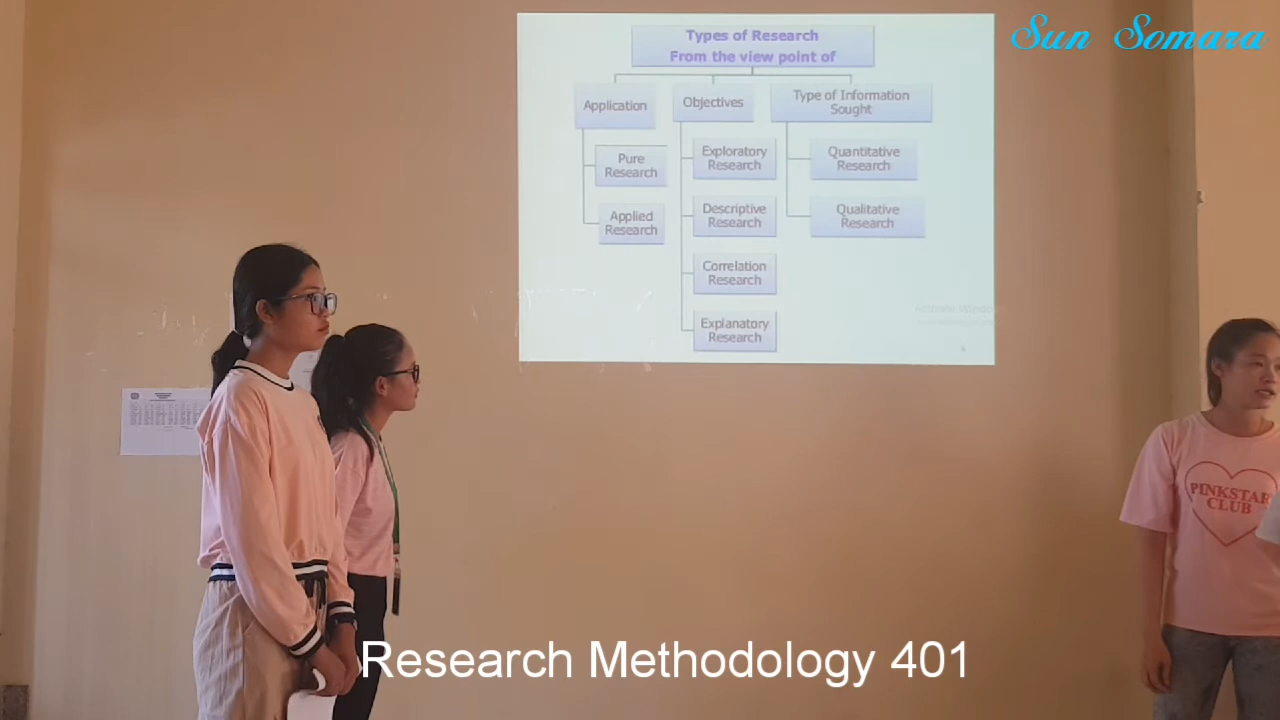 Types of Research
From the view point of
Sun Somara
Application
Objectives
Type of Information
Sought
Pure
Research
Exploratory
Research
Quantitative
Research
Applied
Research
Descriptive
Research
Qualitative
Research
Correlation
Research
Explanatory
Research
PINKSTAR
CLUB
Research Methodology 401